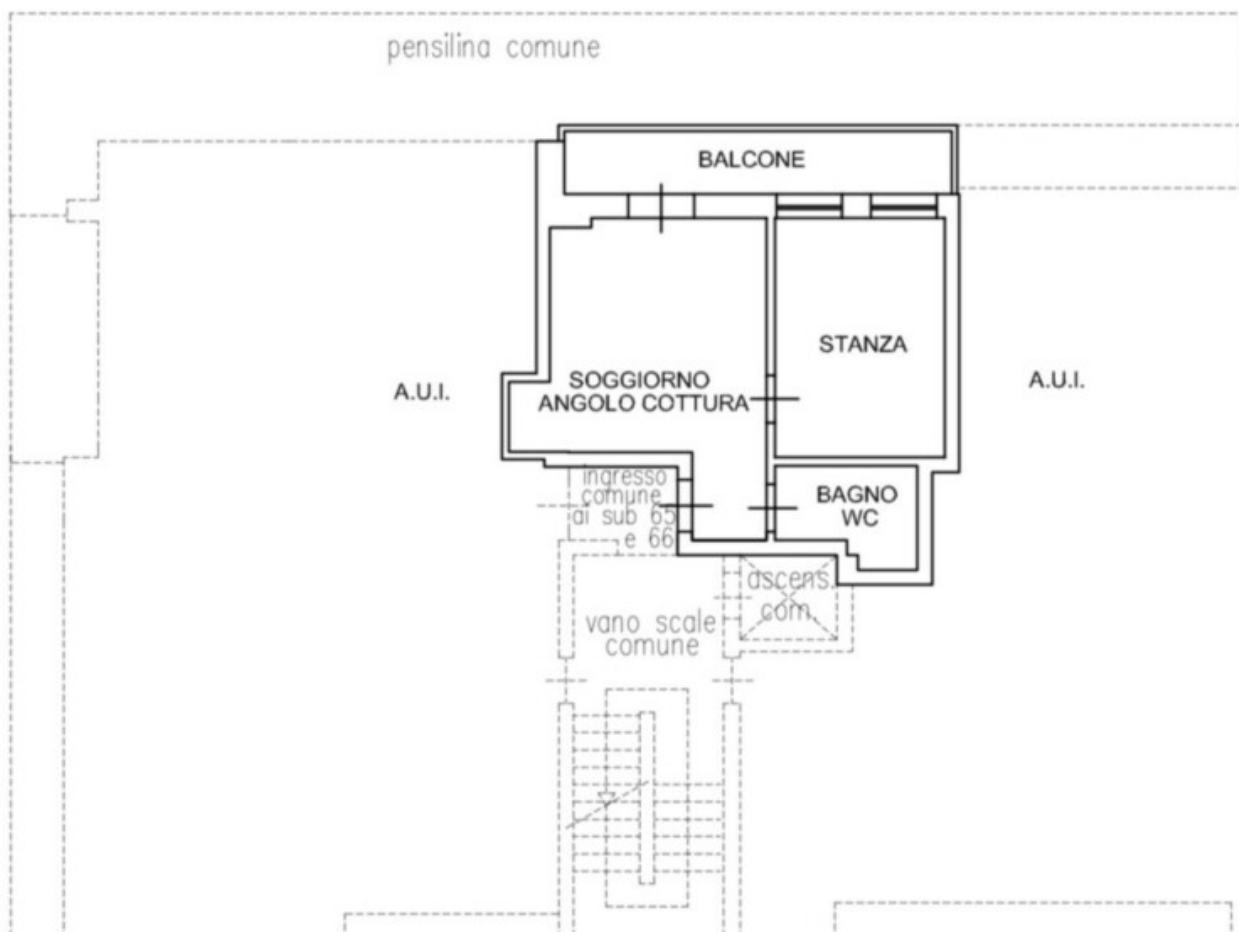 pensilina comune
BALCONE
STANZA
SOGGIORNO
ANGOLO COTTURA
A.U.I.
A.U.I.
ingresso
comune
ai sub 65
e 66
BAGNO
WC
ascens.
com.
vano scale
comune